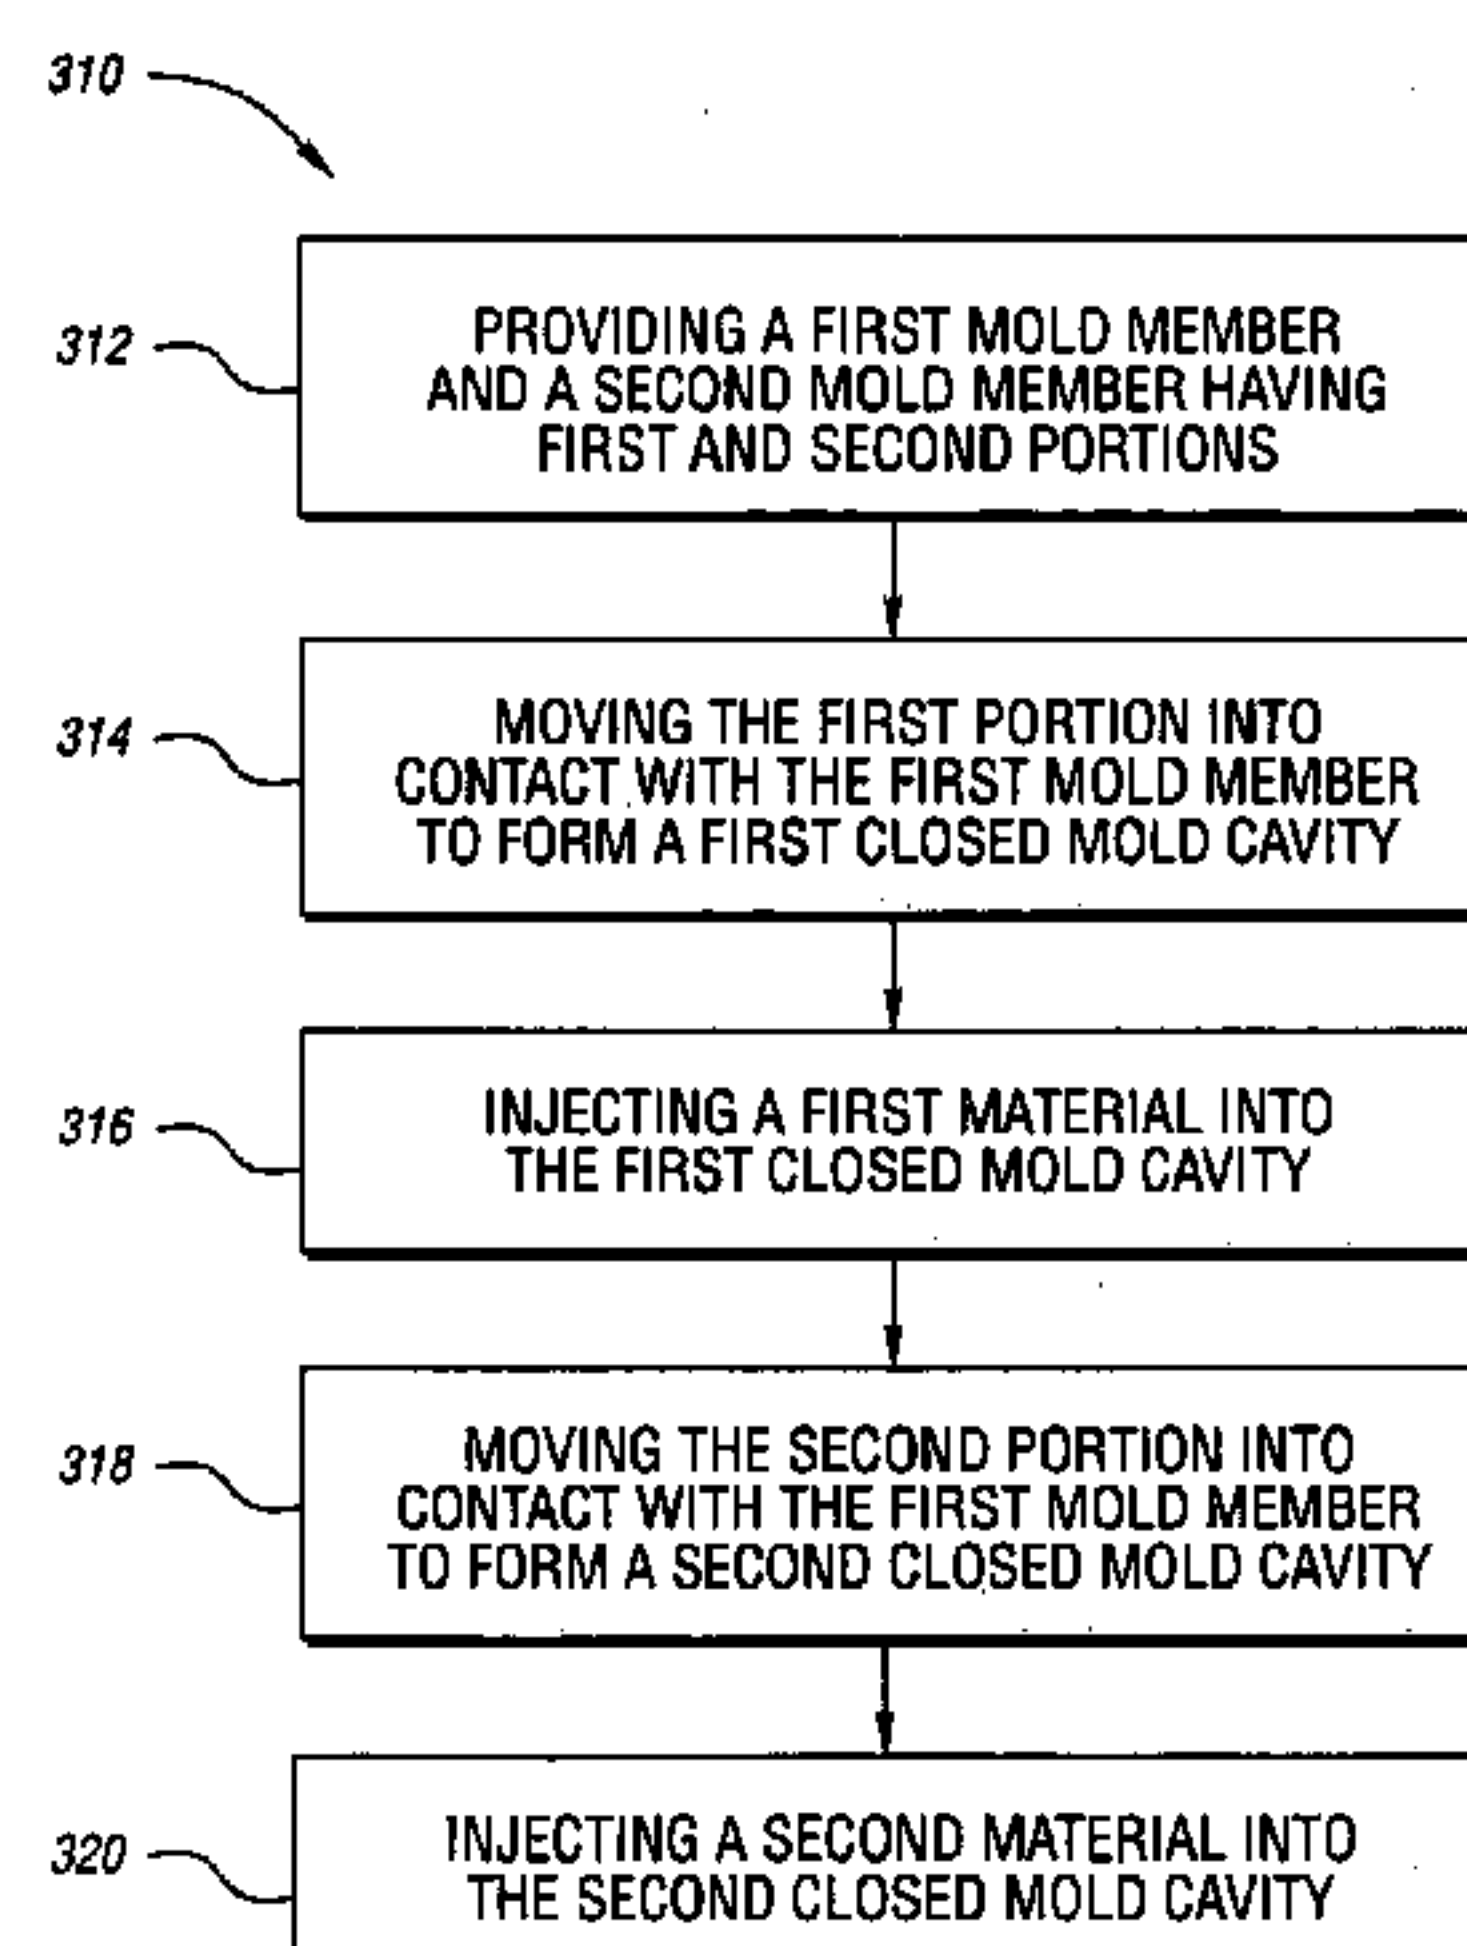 310
312
PROVIDING A FIRST MOLD MEMBER
AND A SECOND MOLD MEMBER HAVING
FIRST AND SECOND PORTIONS
314
MOVING THE FIRST PORTION INTO
CONTACT WITH THE FIRST MOLD MEMBER
TO FORM A FIRST CLOSED MOLD CAVITY
316
INJECTING A FIRST MATERIAL INTO
THE FIRST CLOSED MOLD CAVITY
318
MOVING THE SECOND PORTION INTO
CONTACT WITH THE FIRST MOLD MEMBER
TO FORM A SECOND CLOSED MOLD CAVITY
320
INJECTING A SECOND MATERIAL INTO
THE SECOND CLOSED MOLD CAVITY